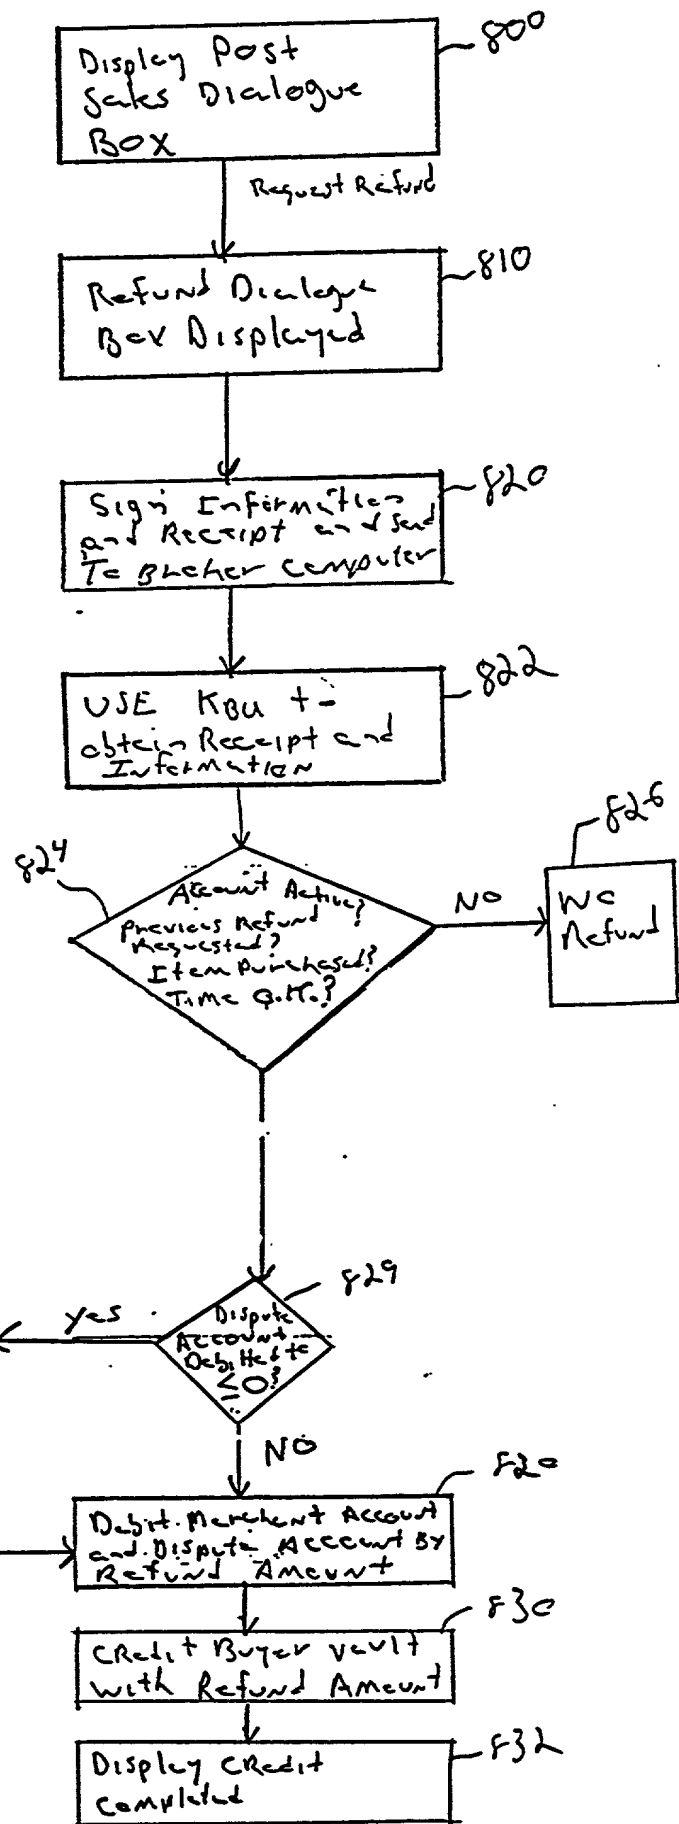 Display Post
Sales Dialogue
Box
800
Request Refund
Refund Dialogue
Box Displayed
810
Sign Information
and Receipt and Send
To Broker Computer
820
USE KBU to
obtain Receipt and
Information
822
824
Account Active?
Previous Refund
Requested?
Item Purchased?
Time O.K.?
NO
826
NO
Refund
829
yes
Dispute
Account
Debitted to
≤ 0?
NO
820
Debit Merchant Account
and Dispute Account By
Refund Amount
830
Credit Buyer Vault
with Refund Amount
832
Display Credit
Completed